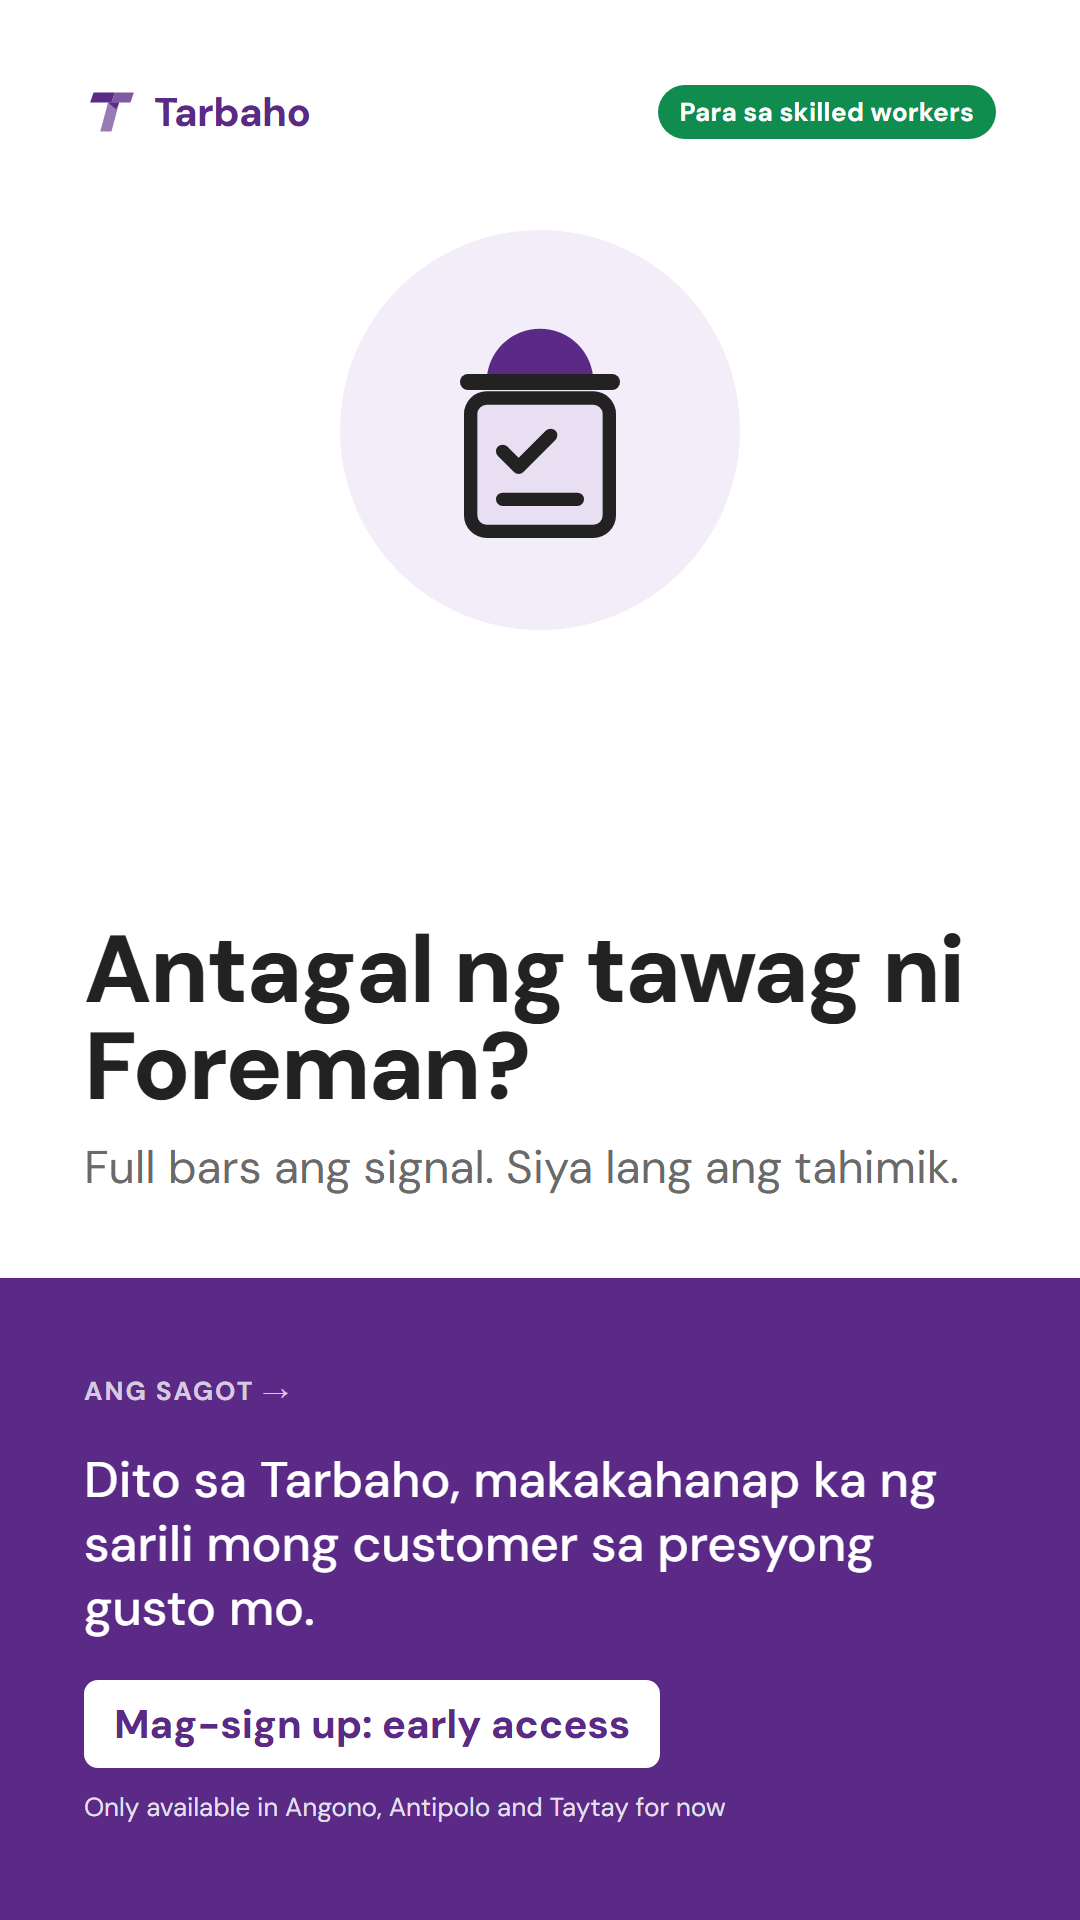 Tarbaho
Para sa skilled workers
Antagal ng tawag ni
Foreman?
Full bars ang signal. Siya lang ang tahimik.
ANG SAGOT →
Dito sa Tarbaho, makakahanap ka ng
sarili mong customer sa presyong
gusto mo.
Mag-sign up: early access
Only available in Angono, Antipolo and Taytay for now